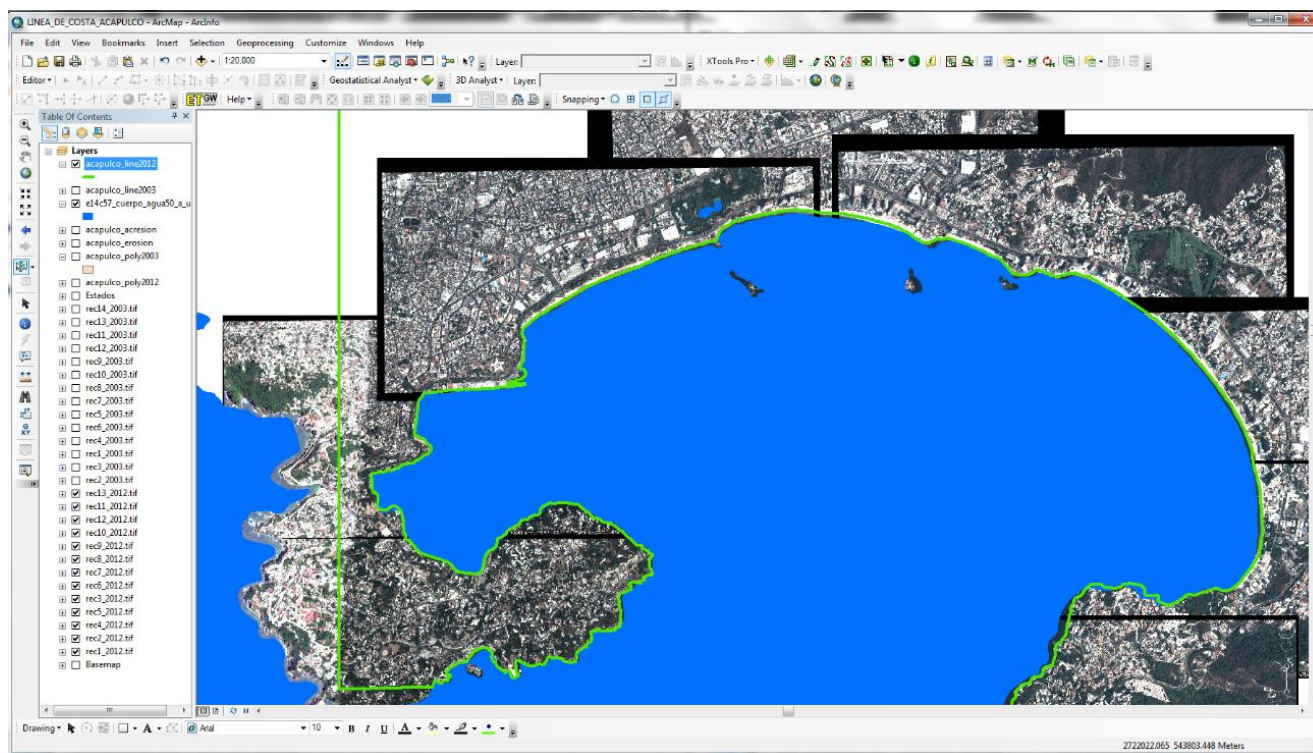 LINEA_DE_COSTA_ACAPULCO - ArcMap - ArcInfo
File Edit View Bookmarks Insert Selection Geoprocessing Customize Windows Help
1:20,000 Layer: XTools Pro
Editor Geostatistical Analyst 3D Analyst Layer:
ET GW Help Snapping
Table Of Contents
Layers
acapulco_line2012
acapulco_line2003
e14c57_cuerpo_agua50_a_u
acapulco_acresion
acapulco_erosion
acapulco_poly2003
acapulco_poly2012
Estados
rec14_2003.tif
rec13_2003.tif
rec11_2003.tif
rec12_2003.tif
rec9_2003.tif
rec10_2003.tif
rec8_2003.tif
rec7_2003.tif
rec5_2003.tif
rec6_2003.tif
rec4_2003.tif
rec1_2003.tif
rec3_2003.tif
rec2_2003.tif
rec13_2012.tif
rec11_2012.tif
rec12_2012.tif
rec10_2012.tif
rec9_2012.tif
rec8_2012.tif
rec7_2012.tif
rec6_2012.tif
rec3_2012.tif
rec5_2012.tif
rec4_2012.tif
rec2_2012.tif
rec1_2012.tif
Basemap
Drawing A Arial 10 B I U A
2722022.065 543803.448 Meters